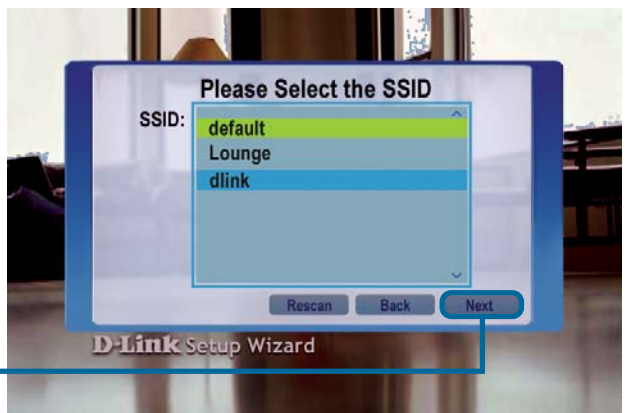 Please Select the SSID
SSID:
default
Lounge
dlink
Rescan Back Next
D-Link Setup Wizard